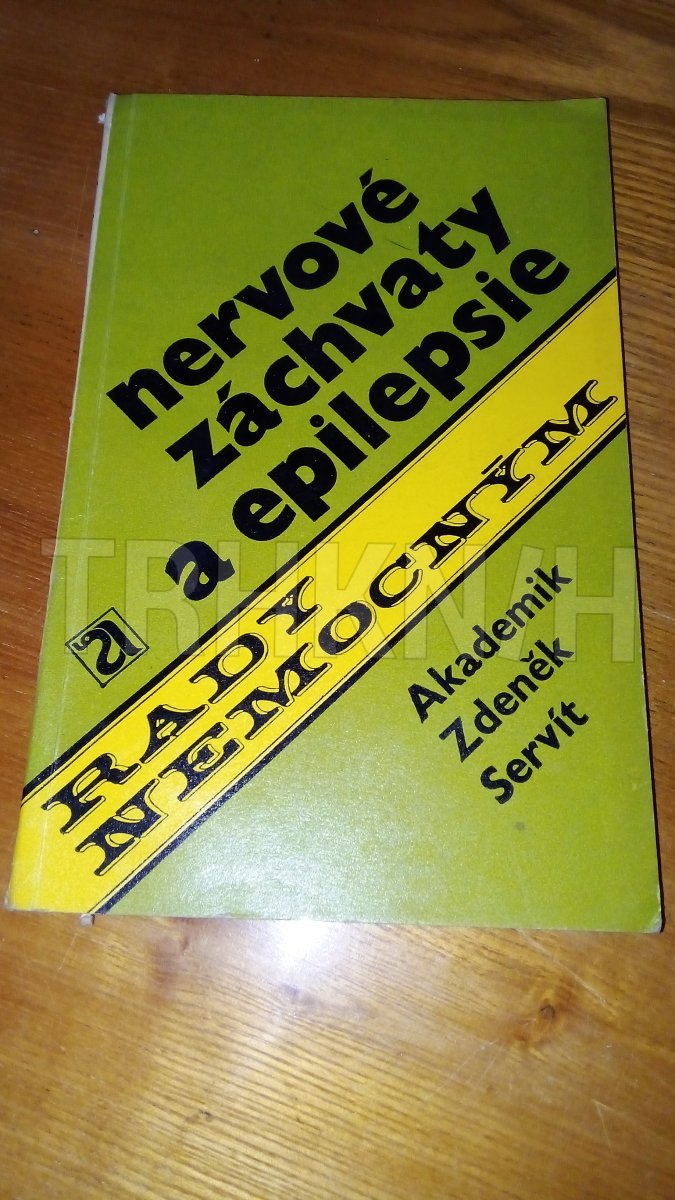 nervové
záchvaty
a epilepsie
RADY
NEMOCNÝM
Akademik
Zdeněk
Servít
TRHKNIH